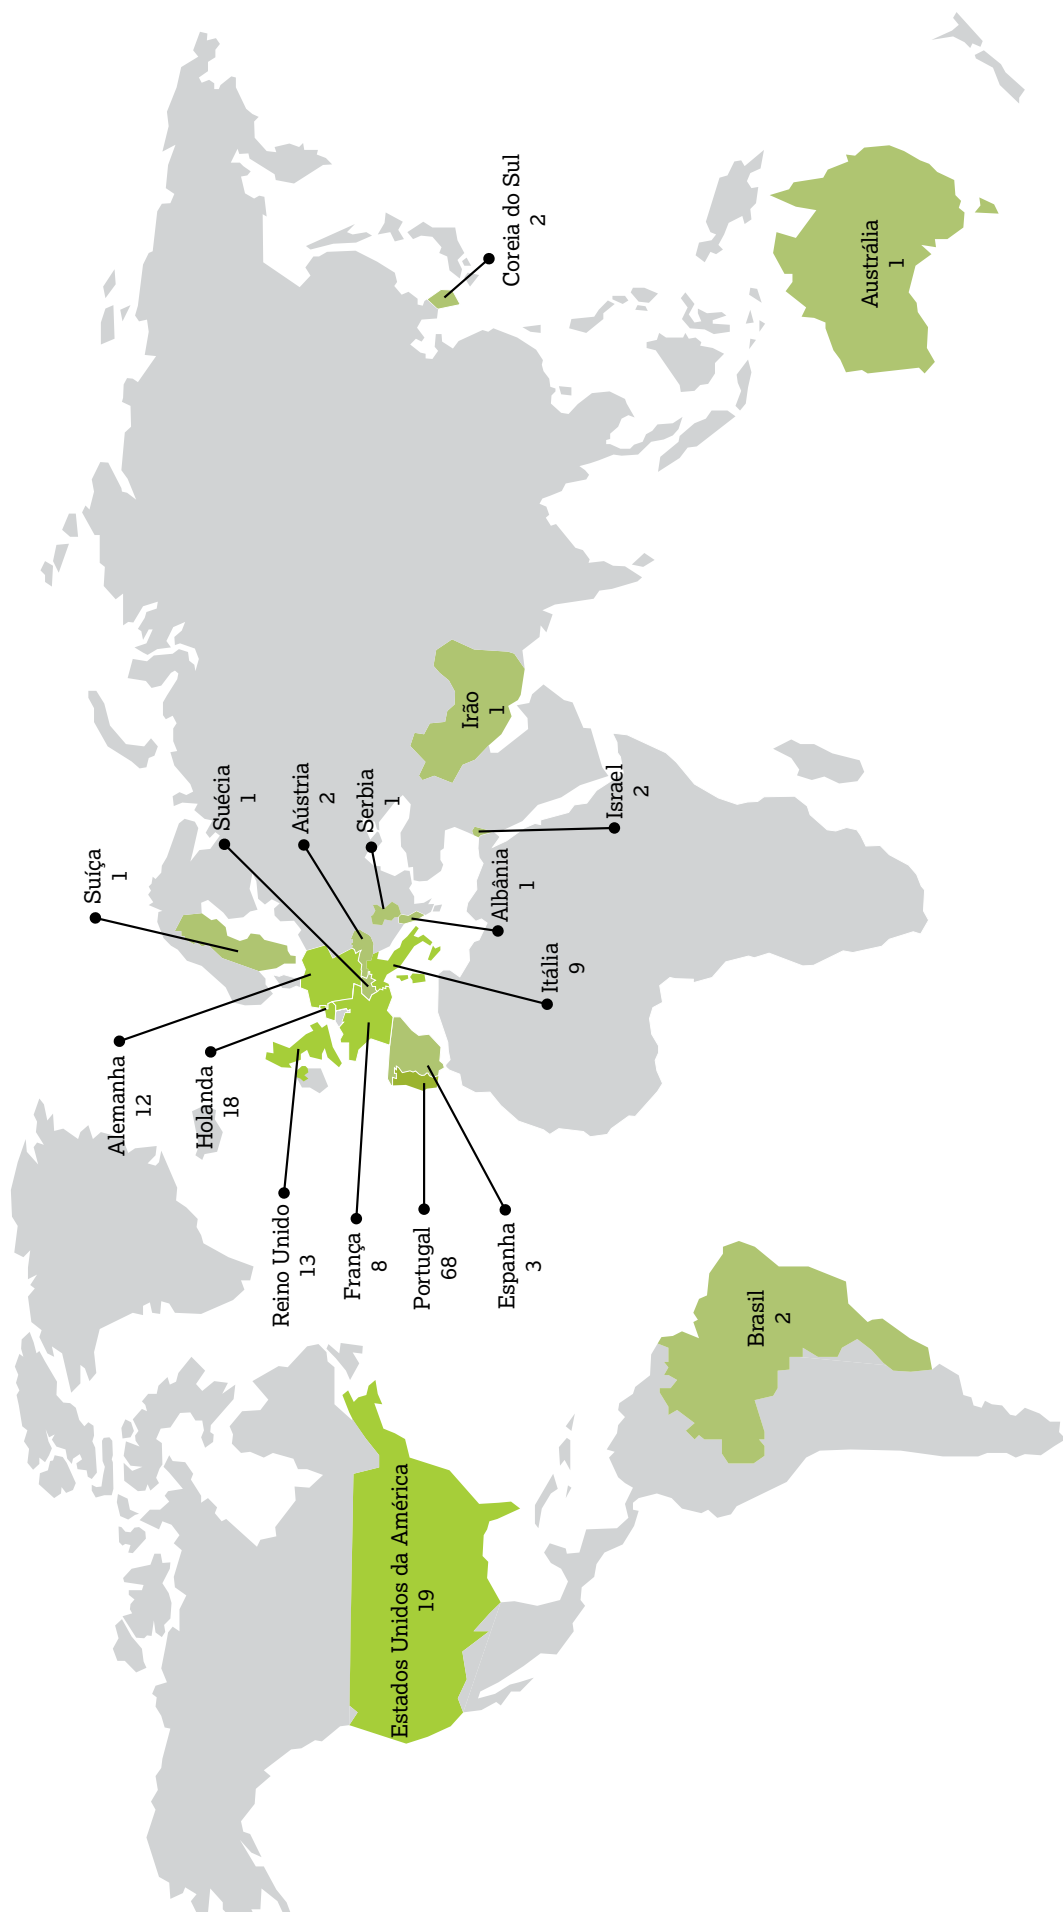 Suíça
1
Suécia
1
Aústria
2
Serbia
1
Alemanha
12
Holanda
18
Reino Unido
13
França
8
Portugal
68
Espanha
3
Itália
9
Albânia
1
Israel
2
Irão
1
Coreia do Sul
2
Austrália
1
Estados Unidos da América
19
Brasil
2